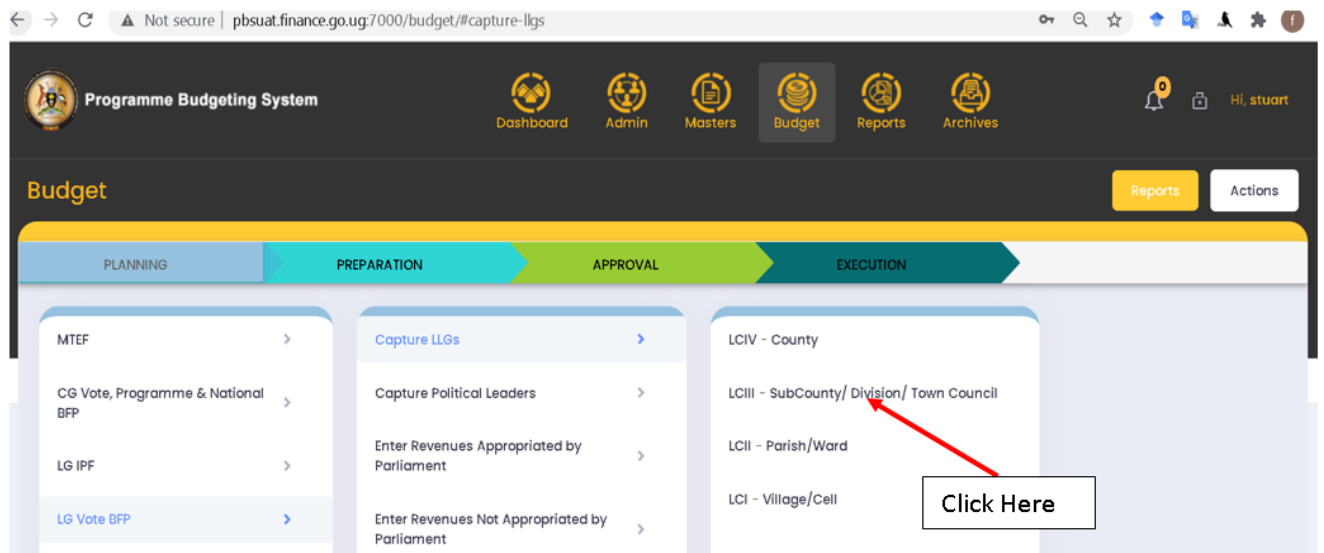 Not secure | pbsuat.finance.go.ug:7000/budget/#capture-llgs
f
Programme Budgeting System
Dashboard
Admin
Masters
Budget
Reports
Archives
0
Hi, stuart
Budget
Reports
Actions
PLANNING
PREPARATION
APPROVAL
EXECUTION
MTEF
CG Vote, Programme & National
BFP
LG IPF
LG Vote BFP
Capture LLGs
Capture Political Leaders
Enter Revenues Appropriated by
Parliament
Enter Revenues Not Appropriated by
Parliament
LCIV - County
LCIII - SubCounty/ Division/ Town Council
LCII - Parish/Ward
LCI - Village/Cell
Click Here